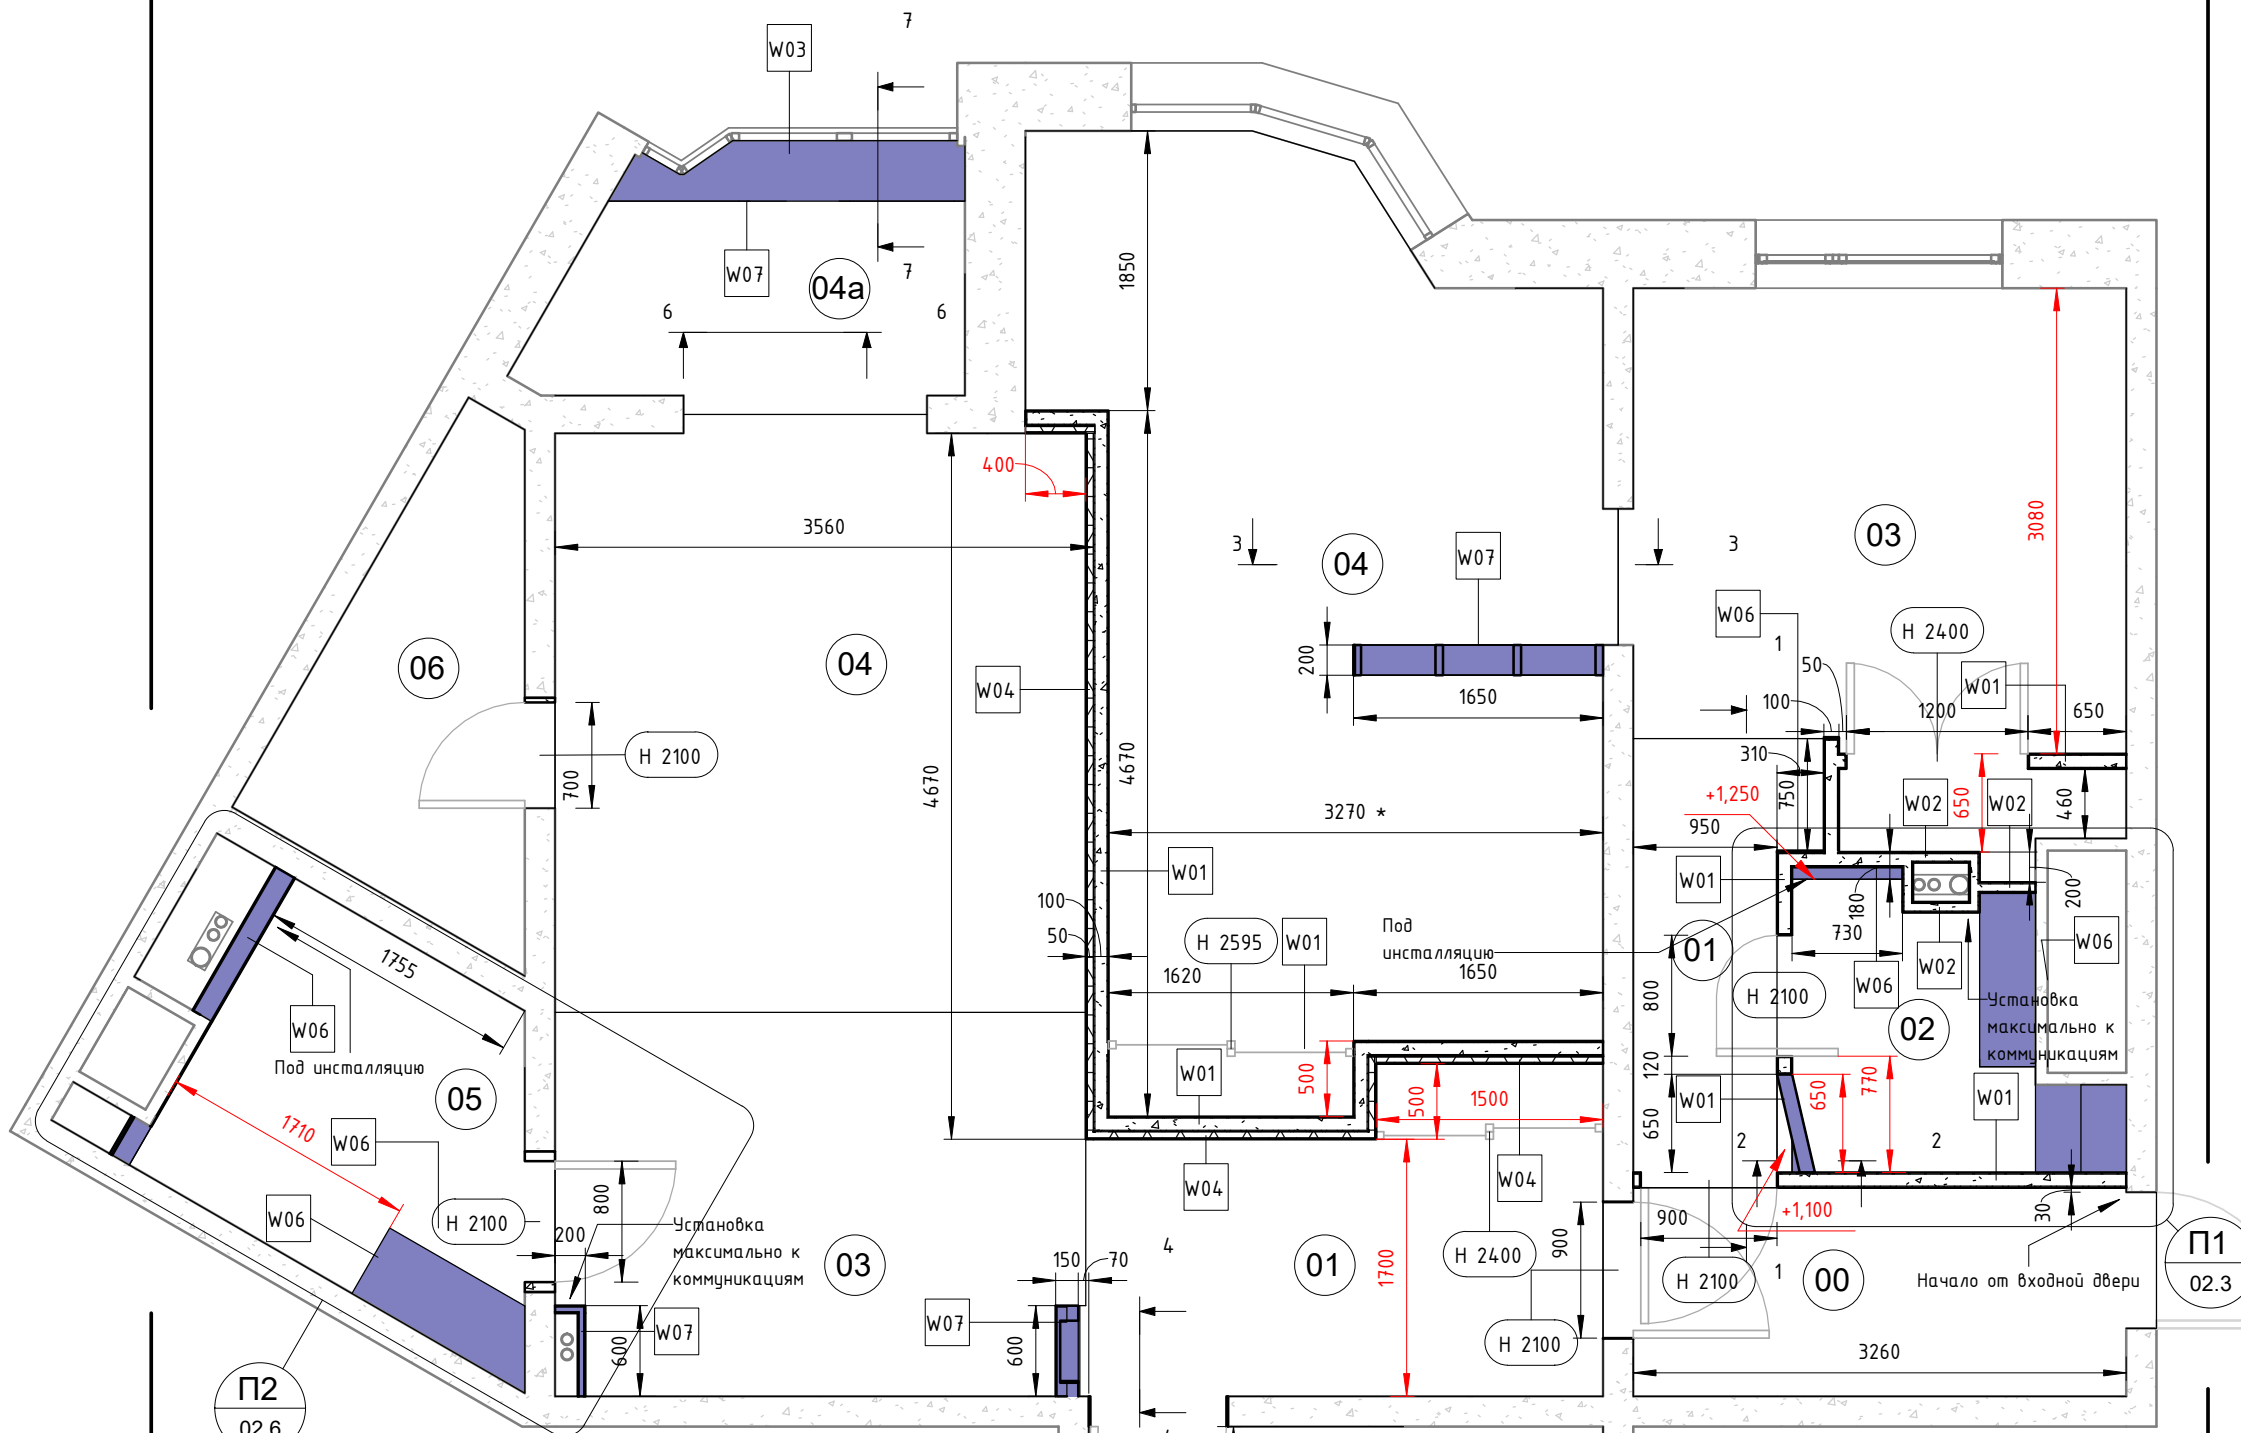 7
W03
W07
04а
7
6
6
1850
400
3560
3
04
W07
3
03
3080
W06
1
H 2400
50
W01
100
1200
650
06
04
W04
200
1650
H 2100
700
4670
4670
310
750
+1,250
950
W02
650
W02
460
3270 *
W01
W01
180
200
100
50
H 2595
W01
Под
инсталляцию
01
730
W02
W06
1620
1650
H 2100
W06
800
02
Установка
максимально к
коммуникациям
1755
W06
Под инсталляцию
05
W01
500
500
1500
120
W01
650
650
770
W01
2
2
1710
W06
W06
H 2100
800
200
Установка
максимально к
коммуникациям
W04
W04
+1,100
30
900
900
03
150
70
4
01
1700
H 2400
H 2100
1
00
Начало от входной двери
П1
02.3
W07
600
W07
600
H 2100
3260
П2
02.6